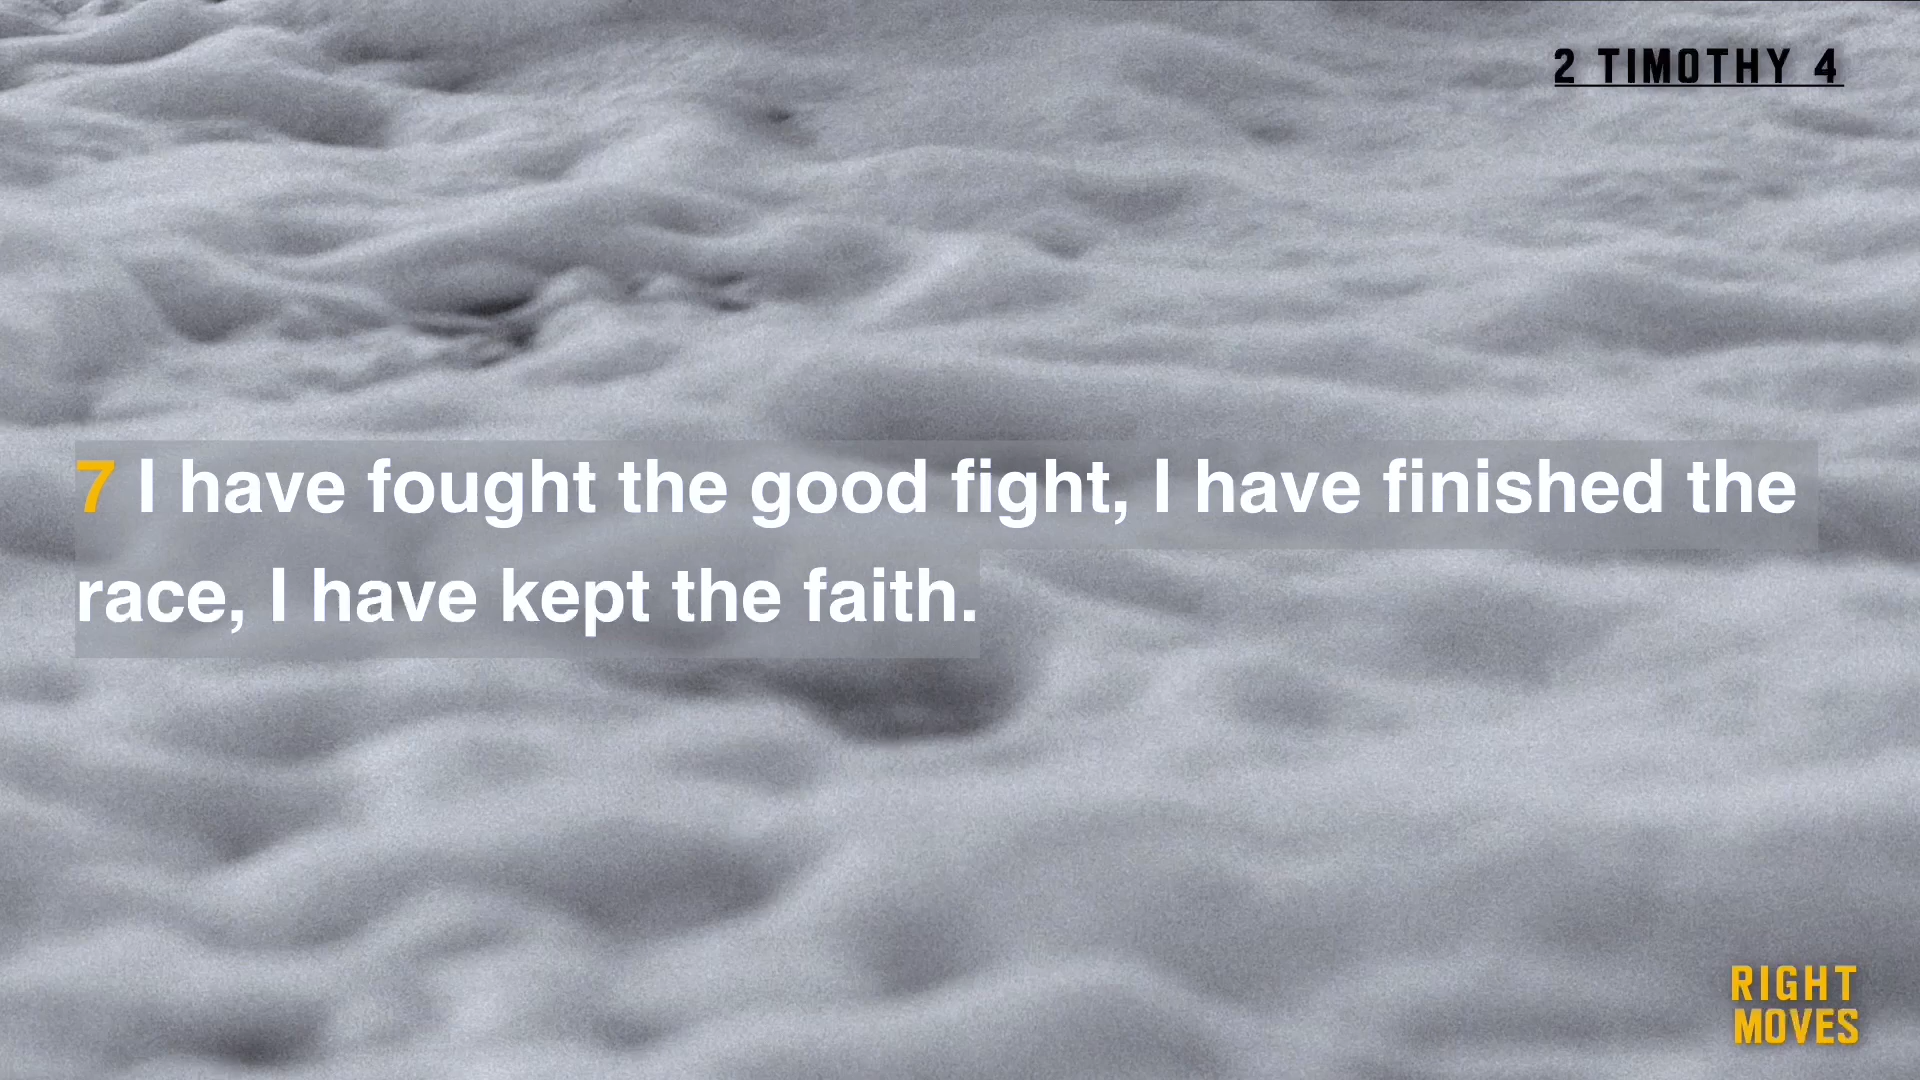 2 TIMOTHY 4
7 I have fought the good fight, I have finished the
race, I have kept the faith.
RIGHT
MOVES